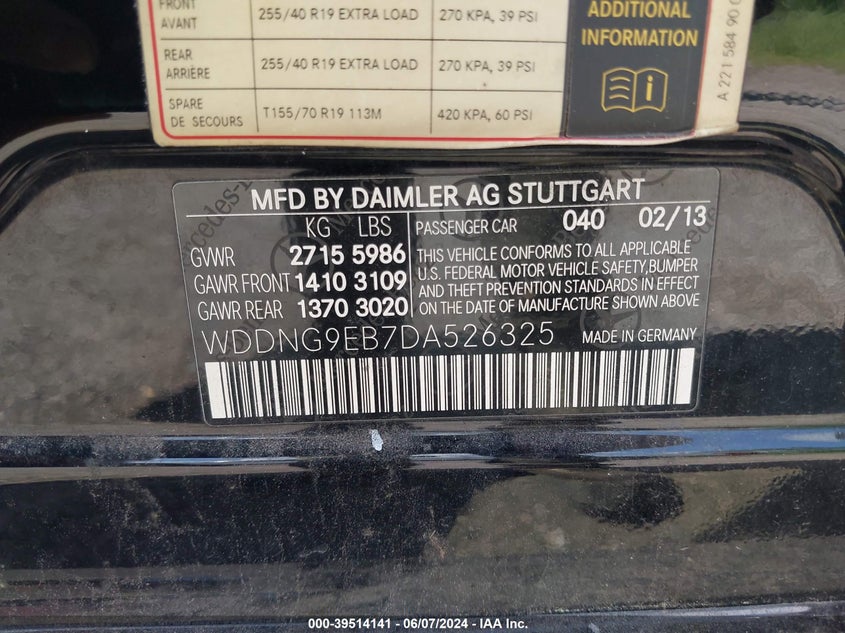 FRONT
AVANT
255/40 R19 EXTRA LOAD
270 KPA, 39 PSI
REAR
ARRIÈRE
255/40 R19 EXTRA LOAD
270 KPA, 39 PSI
SPARE
DE SECOURS
T155/70 R19 113M
420 KPA, 60 PSI
ADDITIONAL
INFORMATION
A 221 584 90
MFD BY DAIMLER AG STUTTGART
KG LBS
GVWR 2715 5986
GAWR FRONT 1410 3109
GAWR REAR 1370 3020
PASSENGER CAR 040 02/13
THIS VEHICLE CONFORMS TO ALL APPLICABLE
U.S. FEDERAL MOTOR VEHICLE SAFETY, BUMPER
AND THEFT PREVENTION STANDARDS IN EFFECT
ON THE DATE OF MANUFACTURE SHOWN ABOVE
WDDNG9EB7DA526325 MADE IN GERMANY
000-39514141 - 06/07/2024 - IAA Inc.